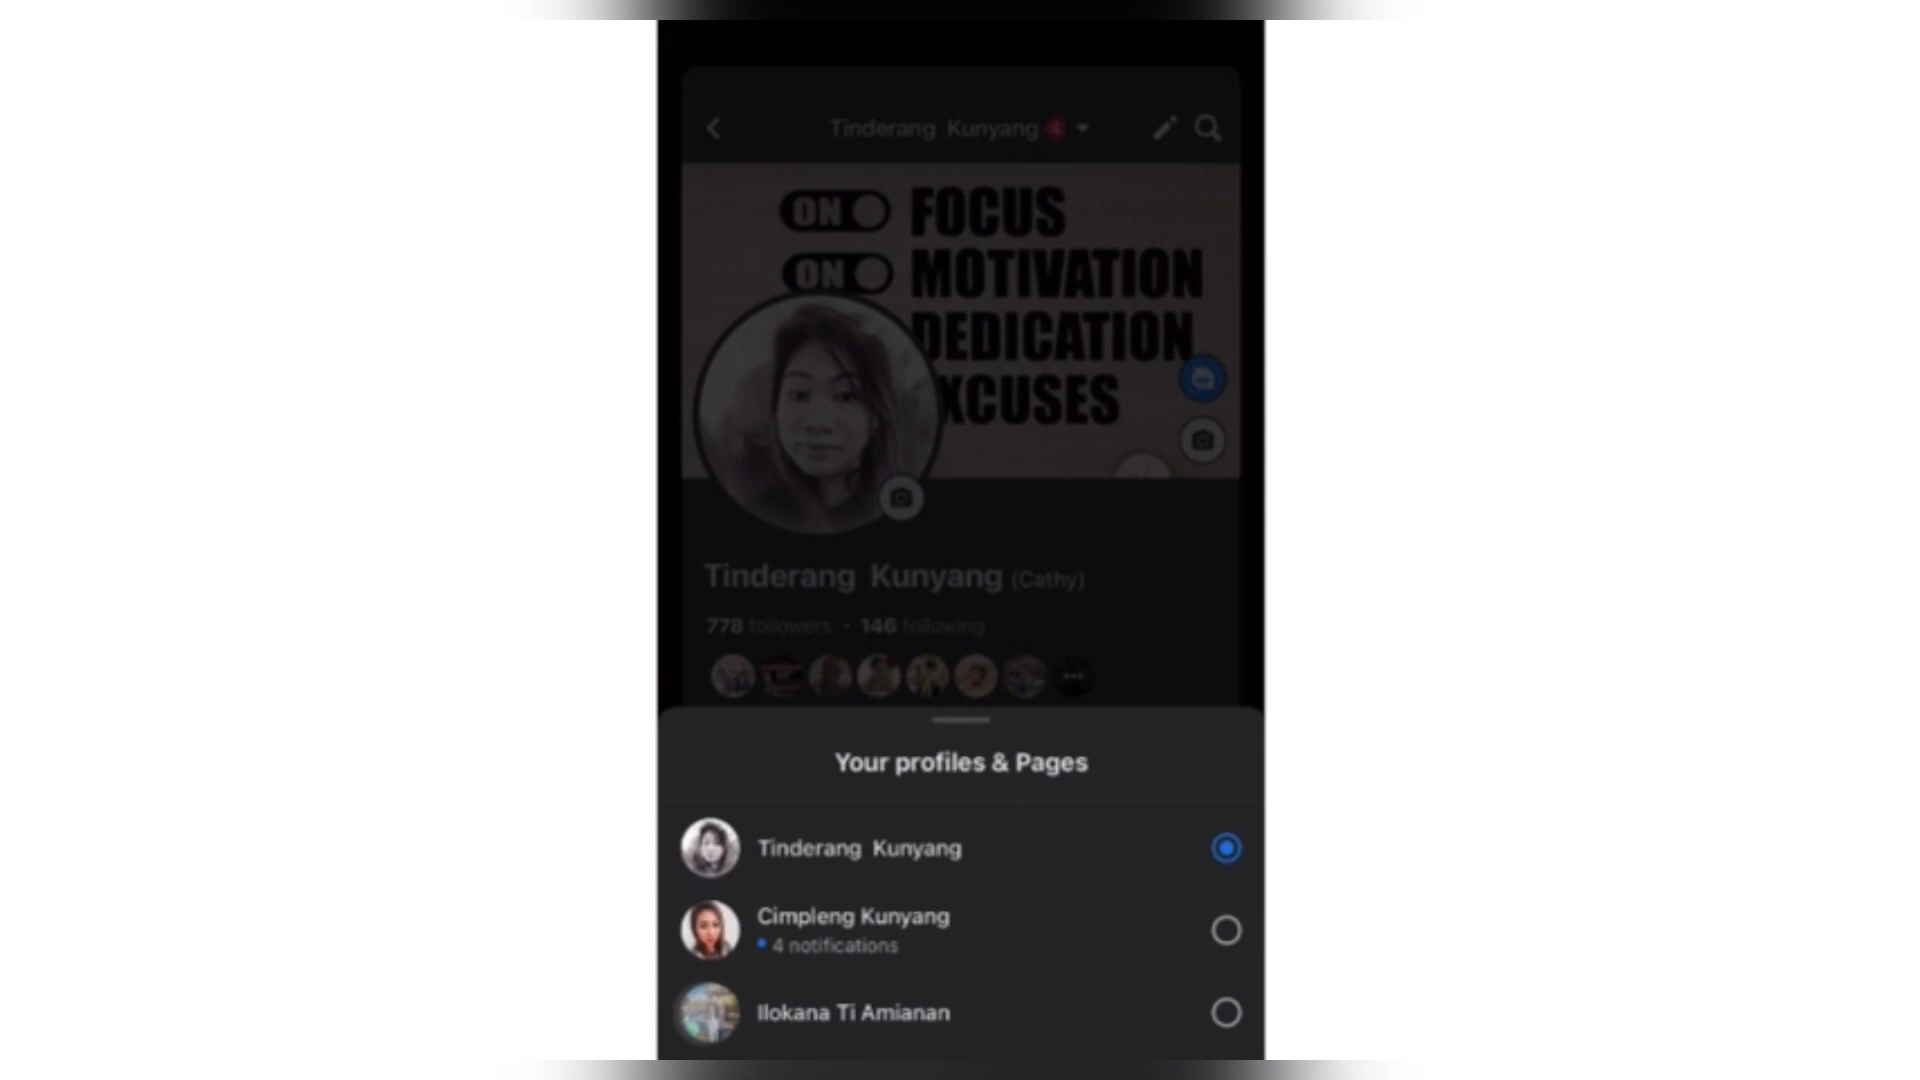 Tinderang Kunyang 4
ON FOCUS
ON MOTIVATION
DEDICATION
XCUSES
Tinderang Kunyang (Cathy)
778 followers • 146 following
Your profiles & Pages
Tinderang Kunyang
Cimpleng Kunyang
4 notifications
Ilokana Ti Amianan